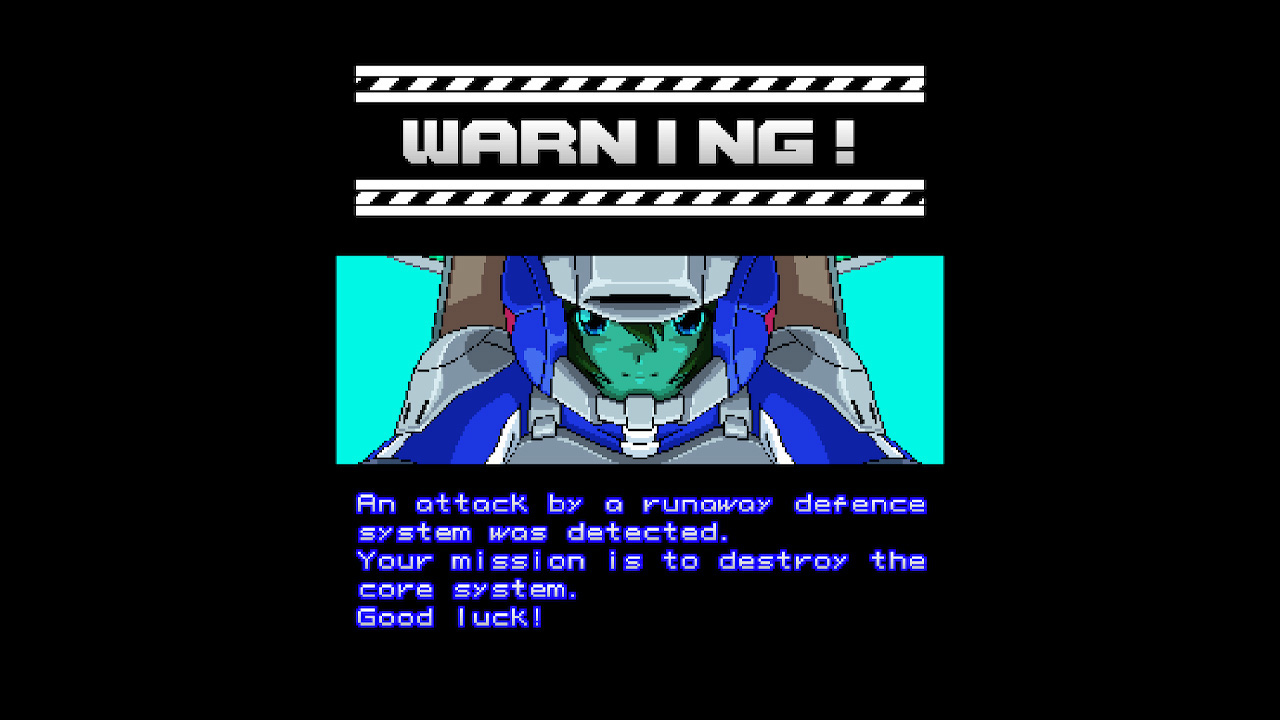 WARNING!
An attack by a runaway defence
system was detected.
Your mission is to destroy the
core system.
Good luck!